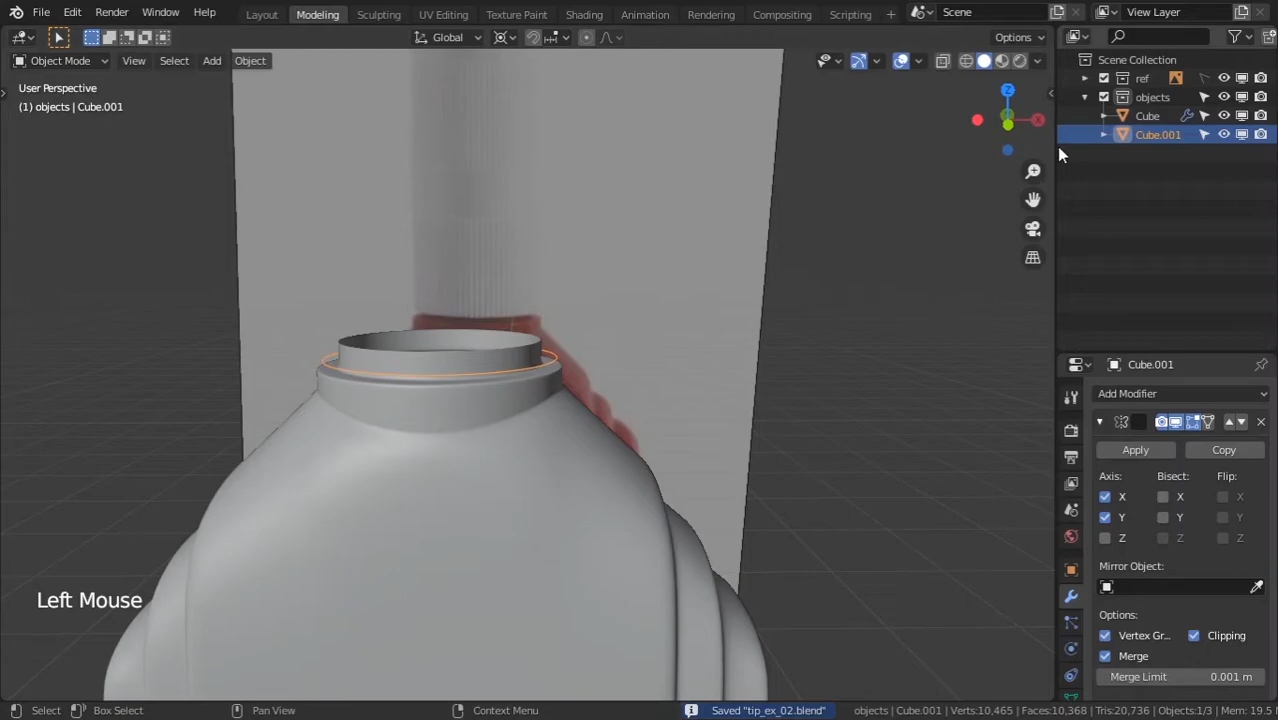 File Edit Render Window Help Layout Modeling Sculpting UV Editing Texture Paint Shading Animation Rendering Compositing Scripting + Scene View Layer
Global Options
Object Mode View Select Add Object
User Perspective
(1) objects | Cube.001
Z
X
Scene Collection
ref
objects
Cube
Cube.001
Cube.001
Add Modifier
Apply Copy
Axis: Bisect: Flip:
X X X
Y Y Y
Z Z Z
Mirror Object:
Options:
Vertex Gr... Clipping
Merge
Merge Limit 0.001 m
Left Mouse
Select Box Select Pan View Context Menu Saved "tip_ex_02.blend" objects | Cube.001 | Verts:10,465 | Faces:10,368 | Tris:20,736 | Objects:1/3 | Mem: 19.5